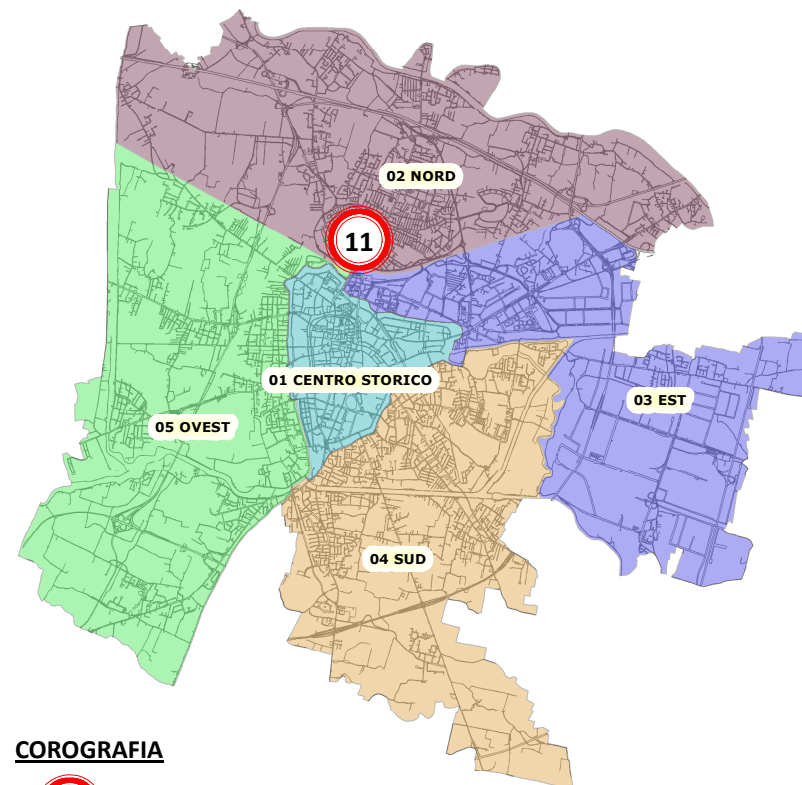 02 NORD
11
01 CENTRO STORICO
03 EST
05 OVEST
04 SUD
COROGRAFIA